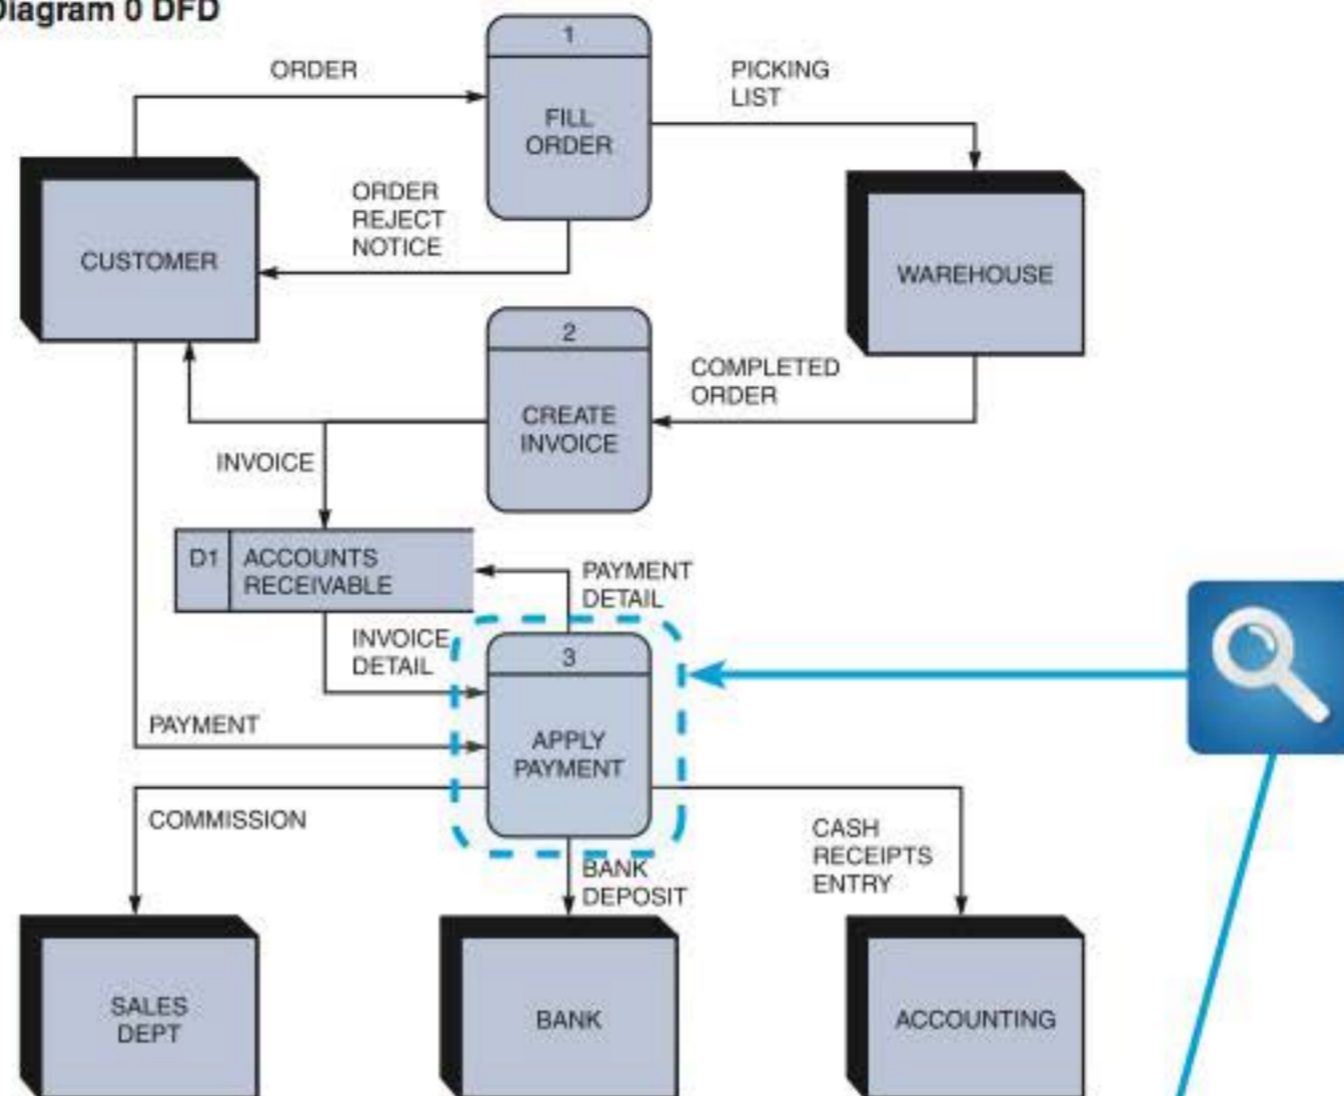 Diagram 0 DFD
1
ORDER
PICKING
LIST
FILL
ORDER
ORDER
REJECT
NOTICE
CUSTOMER
WAREHOUSE
2
COMPLETED
ORDER
CREATE
INVOICE
INVOICE
D1
ACCOUNTS
RECEIVABLE
PAYMENT
DETAIL
INVOICE
DETAIL
3
PAYMENT
APPLY
PAYMENT
COMMISSION
CASH
RECEIPTS
ENTRY
BANK
DEPOSIT
SALES
DEPT
BANK
ACCOUNTING